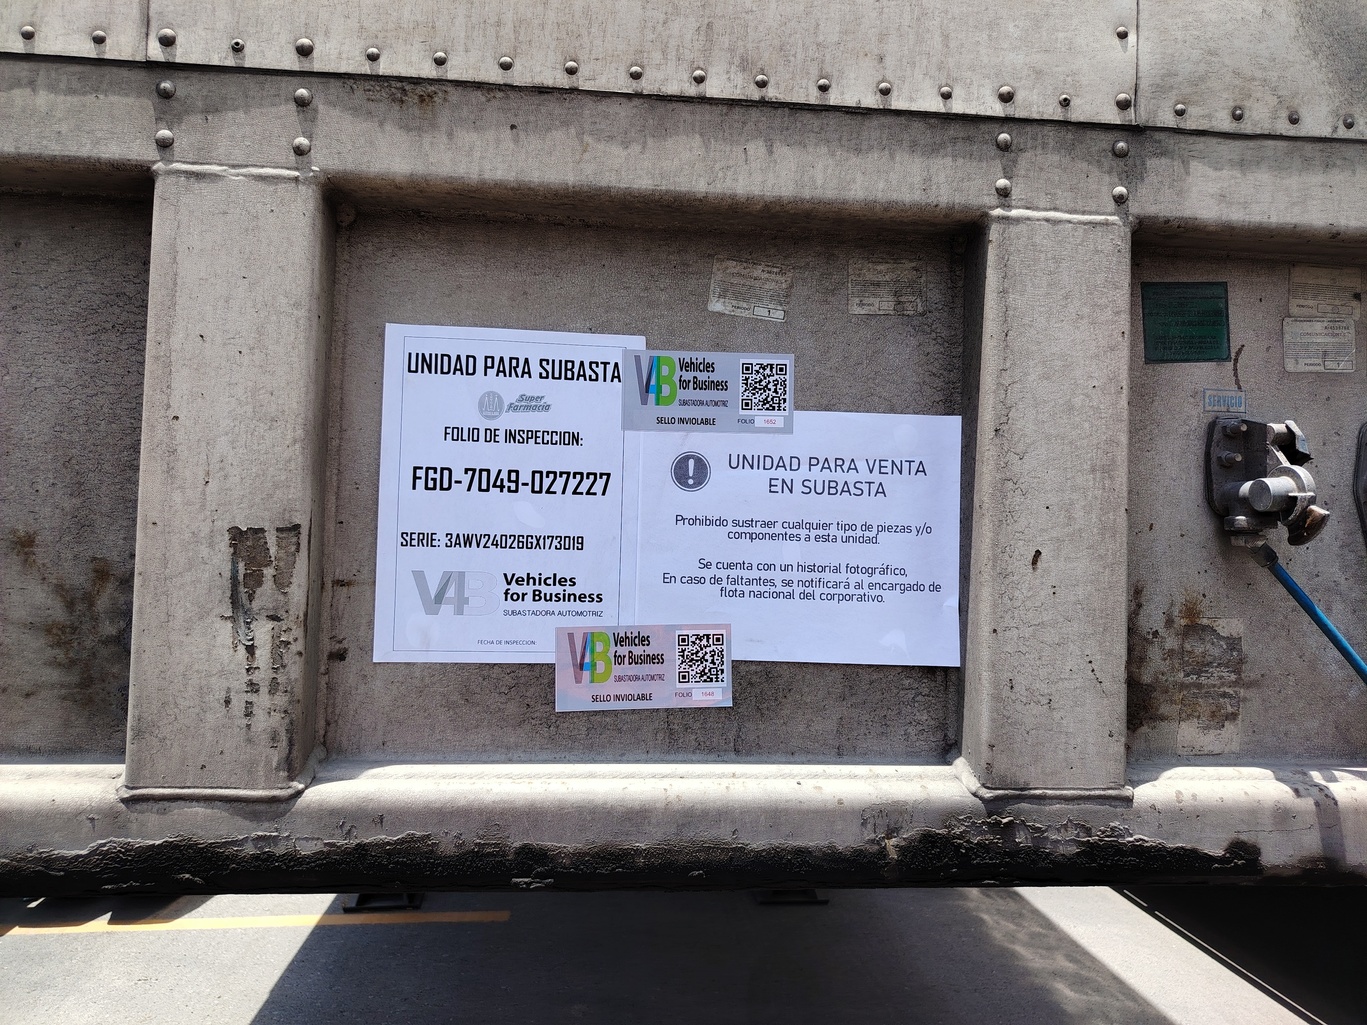 UNIDAD PARA SUBASTA
Super
Farmacia
FOLIO DE INSPECCION:
FGD-7049-027227
SERIE: 3AWV24026GX173019
V4B
Vehicles
for Business
SUBASTADORA AUTOMOTRIZ
FECHA DE INSPECCION:
V4B
Vehicles
for Business
SUBASTADORA AUTOMOTRIZ
SELLO INVIOLABLE
FOLIO 1652
UNIDAD PARA VENTA
EN SUBASTA
Prohibido sustraer cualquier tipo de piezas y/o
componentes a esta unidad.
Se cuenta con un historial fotográfico,
En caso de faltantes, se notificará al encargado de
flota nacional del corporativo.
V4B
Vehicles
for Business
SUBASTADORA AUTOMOTRIZ
SELLO INVIOLABLE
FOLIO 1648
PERIODO 1
PERIODO
SERVICIO